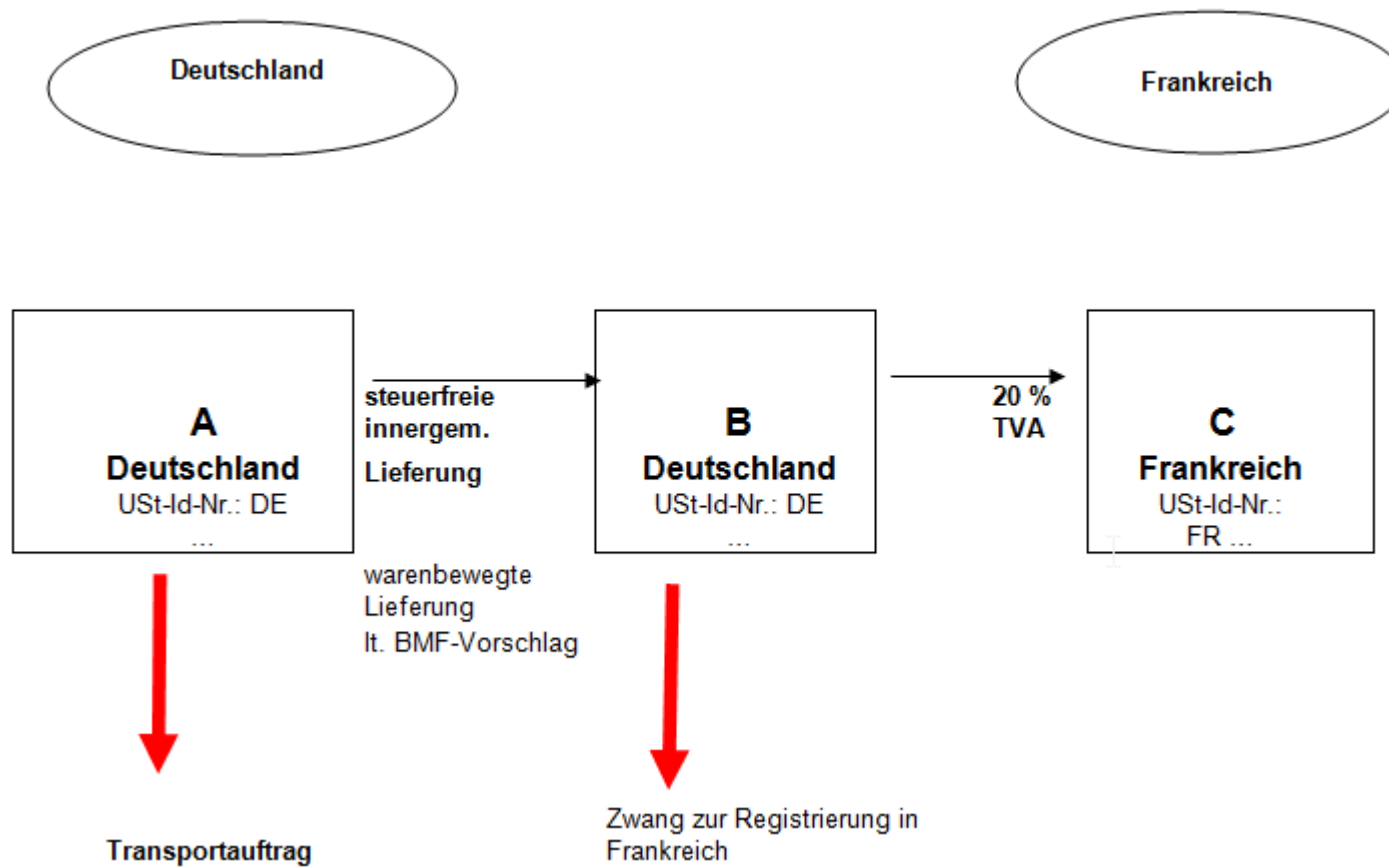 Deutschland
Frankreich
A
Deutschland
USt-Id-Nr.: DE
...
steuerfreie
innergem.
Lieferung
B
Deutschland
USt-Id-Nr.: DE
...
20 %
TVA
C
Frankreich
USt-Id-Nr.:
FR ...
warenbewegte
Lieferung
lt. BMF-Vorschlag
Transportauftrag
Zwang zur Registrierung in
Frankreich